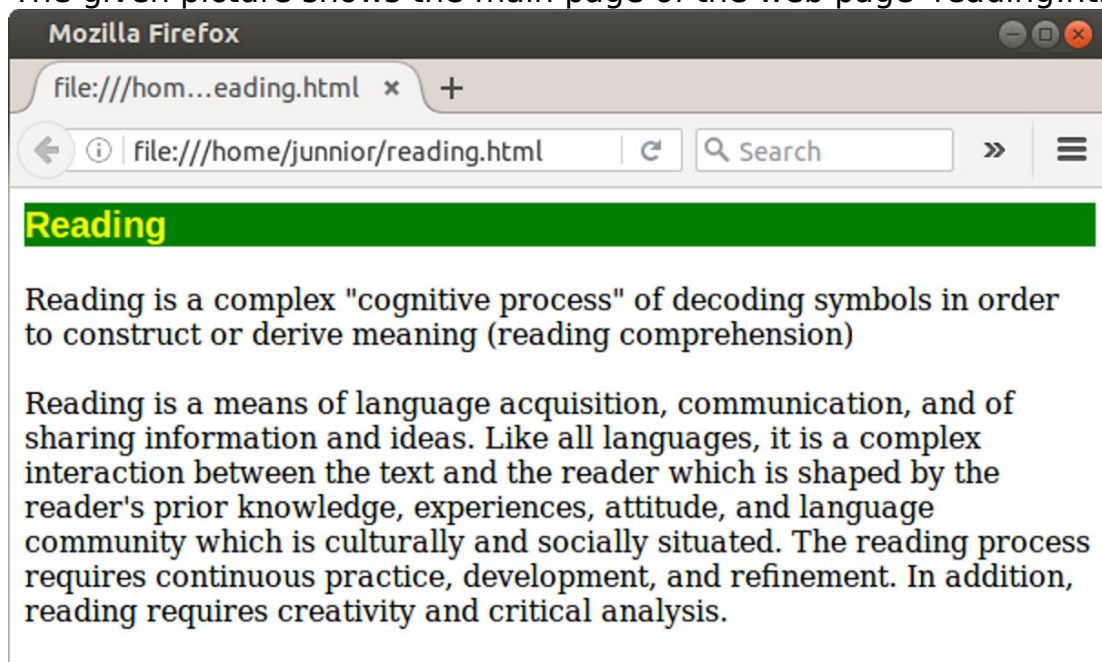 The given picture shows the main page of the web page
Mozilla Firefox
file:///hom...eading.html × +
file:///home/junnior/reading.html Search »
Reading
Reading is a complex "cognitive process" of decoding symbols in order
to construct or derive meaning (reading comprehension)
Reading is a means of language acquisition, communication, and of
sharing information and ideas. Like all languages, it is a complex
interaction between the text and the reader which is shaped by the
reader's prior knowledge, experiences, attitude, and language
community which is culturally and socially situated. The reading process
requires continuous practice, development, and refinement. In addition,
reading requires creativity and critical analysis.